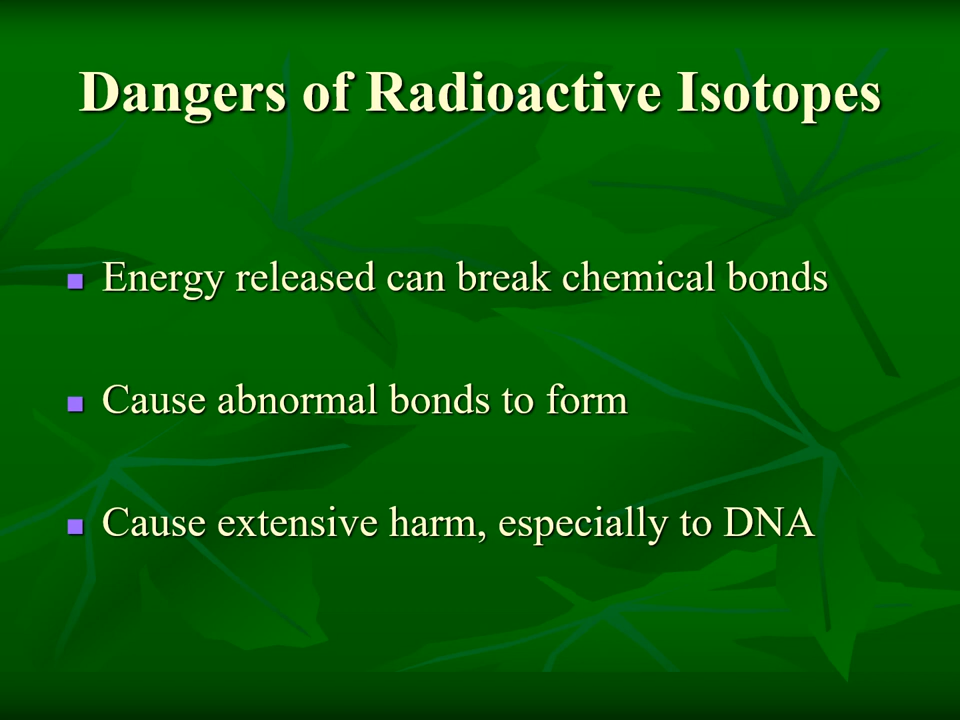 Dangers of Radioactive Isotopes
Energy released can break chemical bonds
Cause abnormal bonds to form
Cause extensive harm, especially to DNA